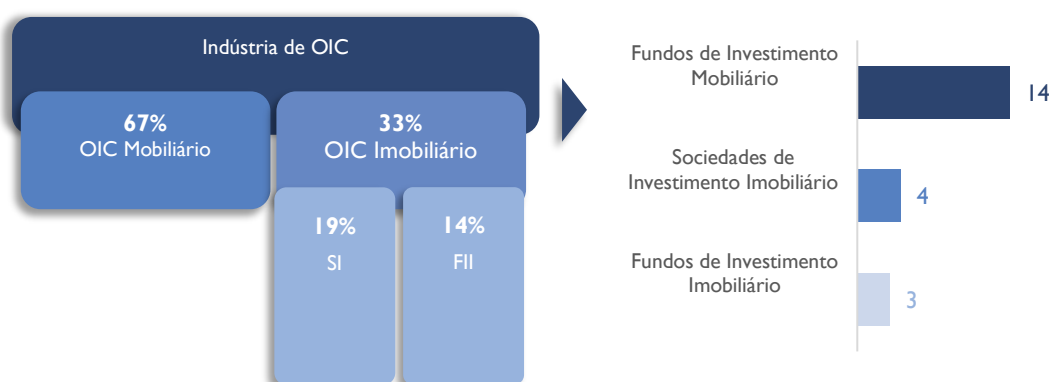 Indústria de OIC
67%
OIC Mobiliário
33%
OIC Imobiliário
19%
SI
14%
FII
Fundos de Investimento
Mobiliário
14
Sociedades de
Investimento Imobiliário
4
Fundos de Investimento
Imobiliário
3